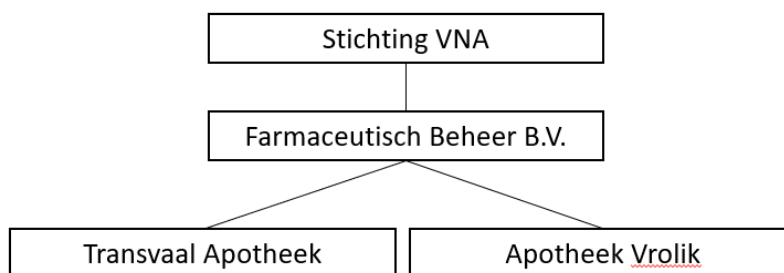 Stichting VNA
Farmaceutisch Beheer B.V.
Transvaal Apotheek
Apotheek Vrolik